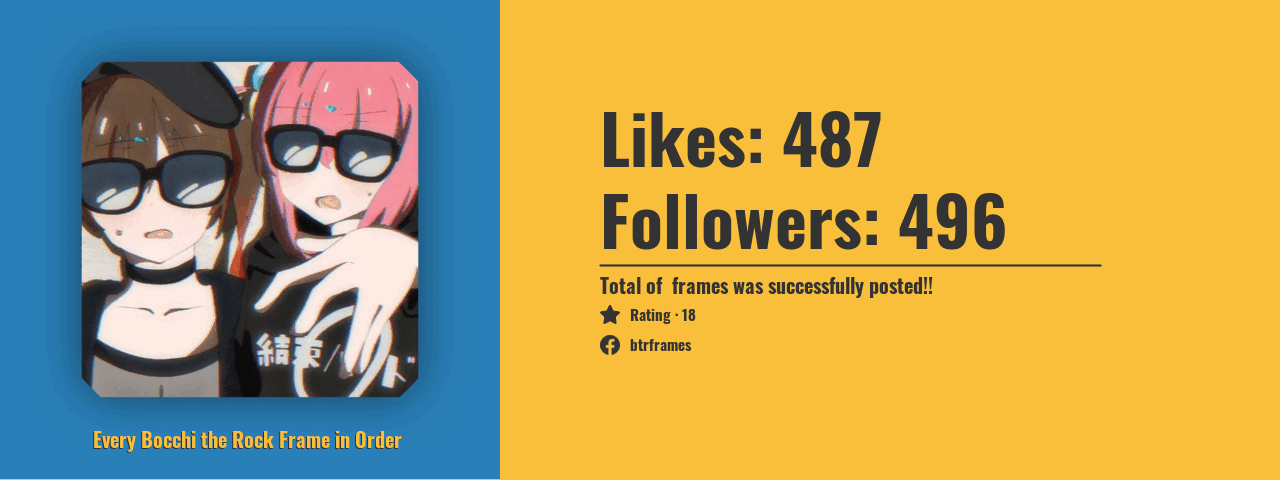 Likes: 487
Followers: 496
Total of  frames was successfully posted!!
Rating · 18
btrframes
結束バンド
Every Bocchi the Rock Frame in Order